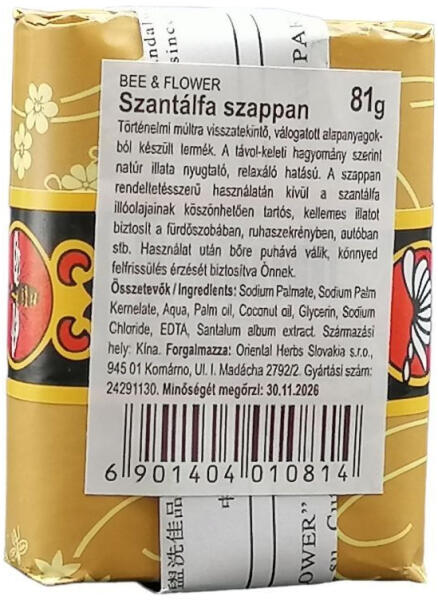 BEE & FLOWER
Szantálfa szappan 81g
Történelmi múltra visszatekintő, válogatott alapanyagok-
ból készült termék. A távol-keleti hagyomány szerint
natúr illata nyugtató, relaxáló hatású. A szappan
rendeltetésszerű használatán kívül a szantálfa
illóolajainak köszönhetően tartós, kellemes illatot
biztosít a fürdőszobában, ruhaszekrényben, autóban
stb. Használat után bőre puhává válik, könnyed
felfrissülés érzését biztosítva Önnek.
Összetevők / Ingredients: Sodium Palmate, Sodium Palm
Kernelate, Aqua, Palm oil, Coconut oil, Glycerin, Sodium
Chloride, EDTA, Santalum album extract. Származási
hely: Kína. Forgalmazza: Oriental Herbs Slovakia s.r.o.,
945 01 Komárno, Ul. I. Madácha 2792/2. Gyártási szám:
24291130. Minőségét megőrzi: 30.11.2026
6 901404 010814
since
洗佳品